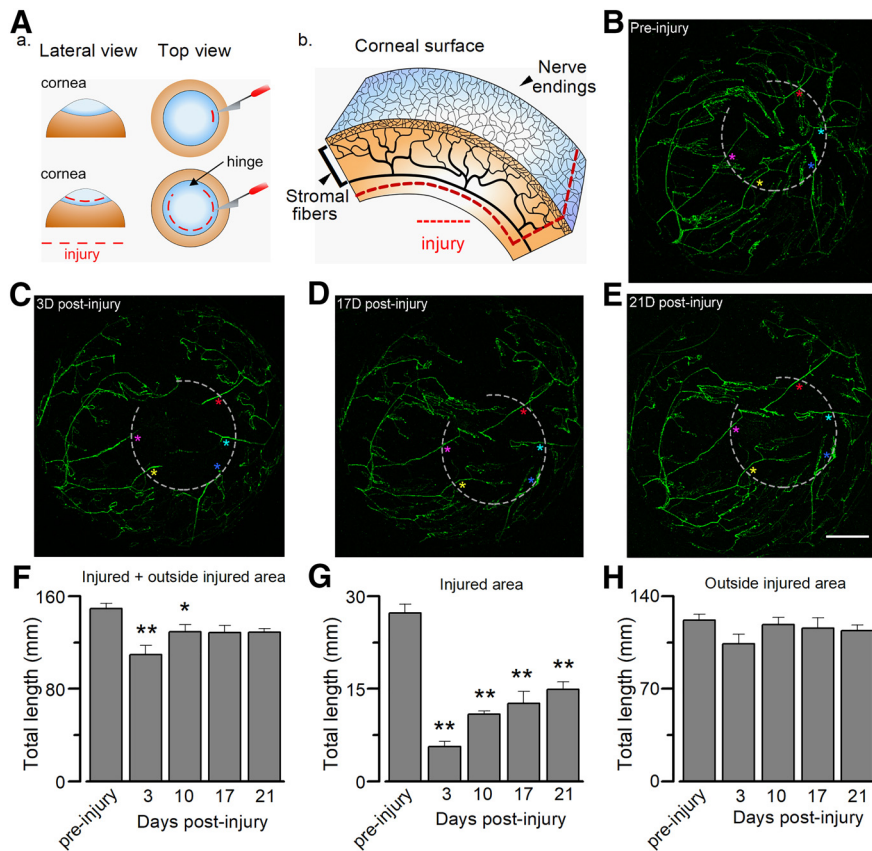 A
a.
Lateral view
Top view
cornea
cornea
hinge
injury
b.
Corneal surface
Nerve
endings
Stromal
fibers
injury
B
Pre-injury
*
*
*
*
*
C
3D post-injury
*
*
*
*
*
D
17D post-injury
*
*
*
*
*
E
21D post-injury
*
*
*
*
*
F
Injured + outside injured area
Total length (mm)
160
80
0
**
*
pre-injury
3
10
17
21
Days post-injury
G
Injured area
Total length (mm)
30
15
0
**
**
**
**
pre-injury
3
10
17
21
Days post-injury
H
Outside injured area
Total length (mm)
140
70
0
pre-injury
3
10
17
21
Days post-injury